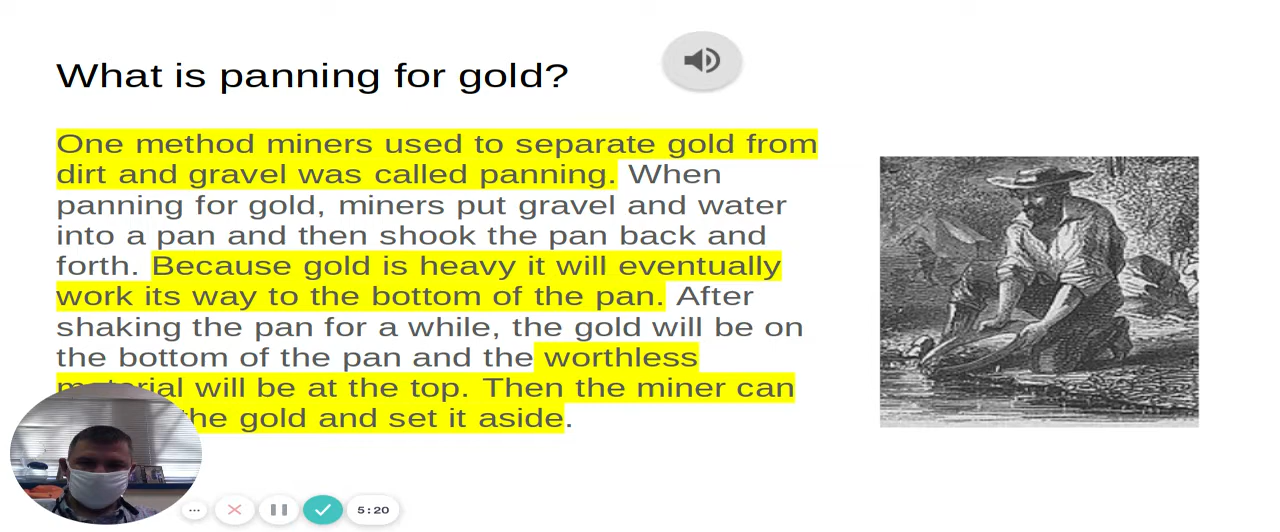 What is panning for gold?
One method miners used to separate gold from
dirt and gravel was called panning. When
panning for gold, miners put gravel and water
into a pan and then shook the pan back and
forth. Because gold is heavy it will eventually
work its way to the bottom of the pan. After
shaking the pan for a while, the gold will be on
the bottom of the pan and the worthless
material will be at the top. Then the miner can
the gold and set it aside.
5:20